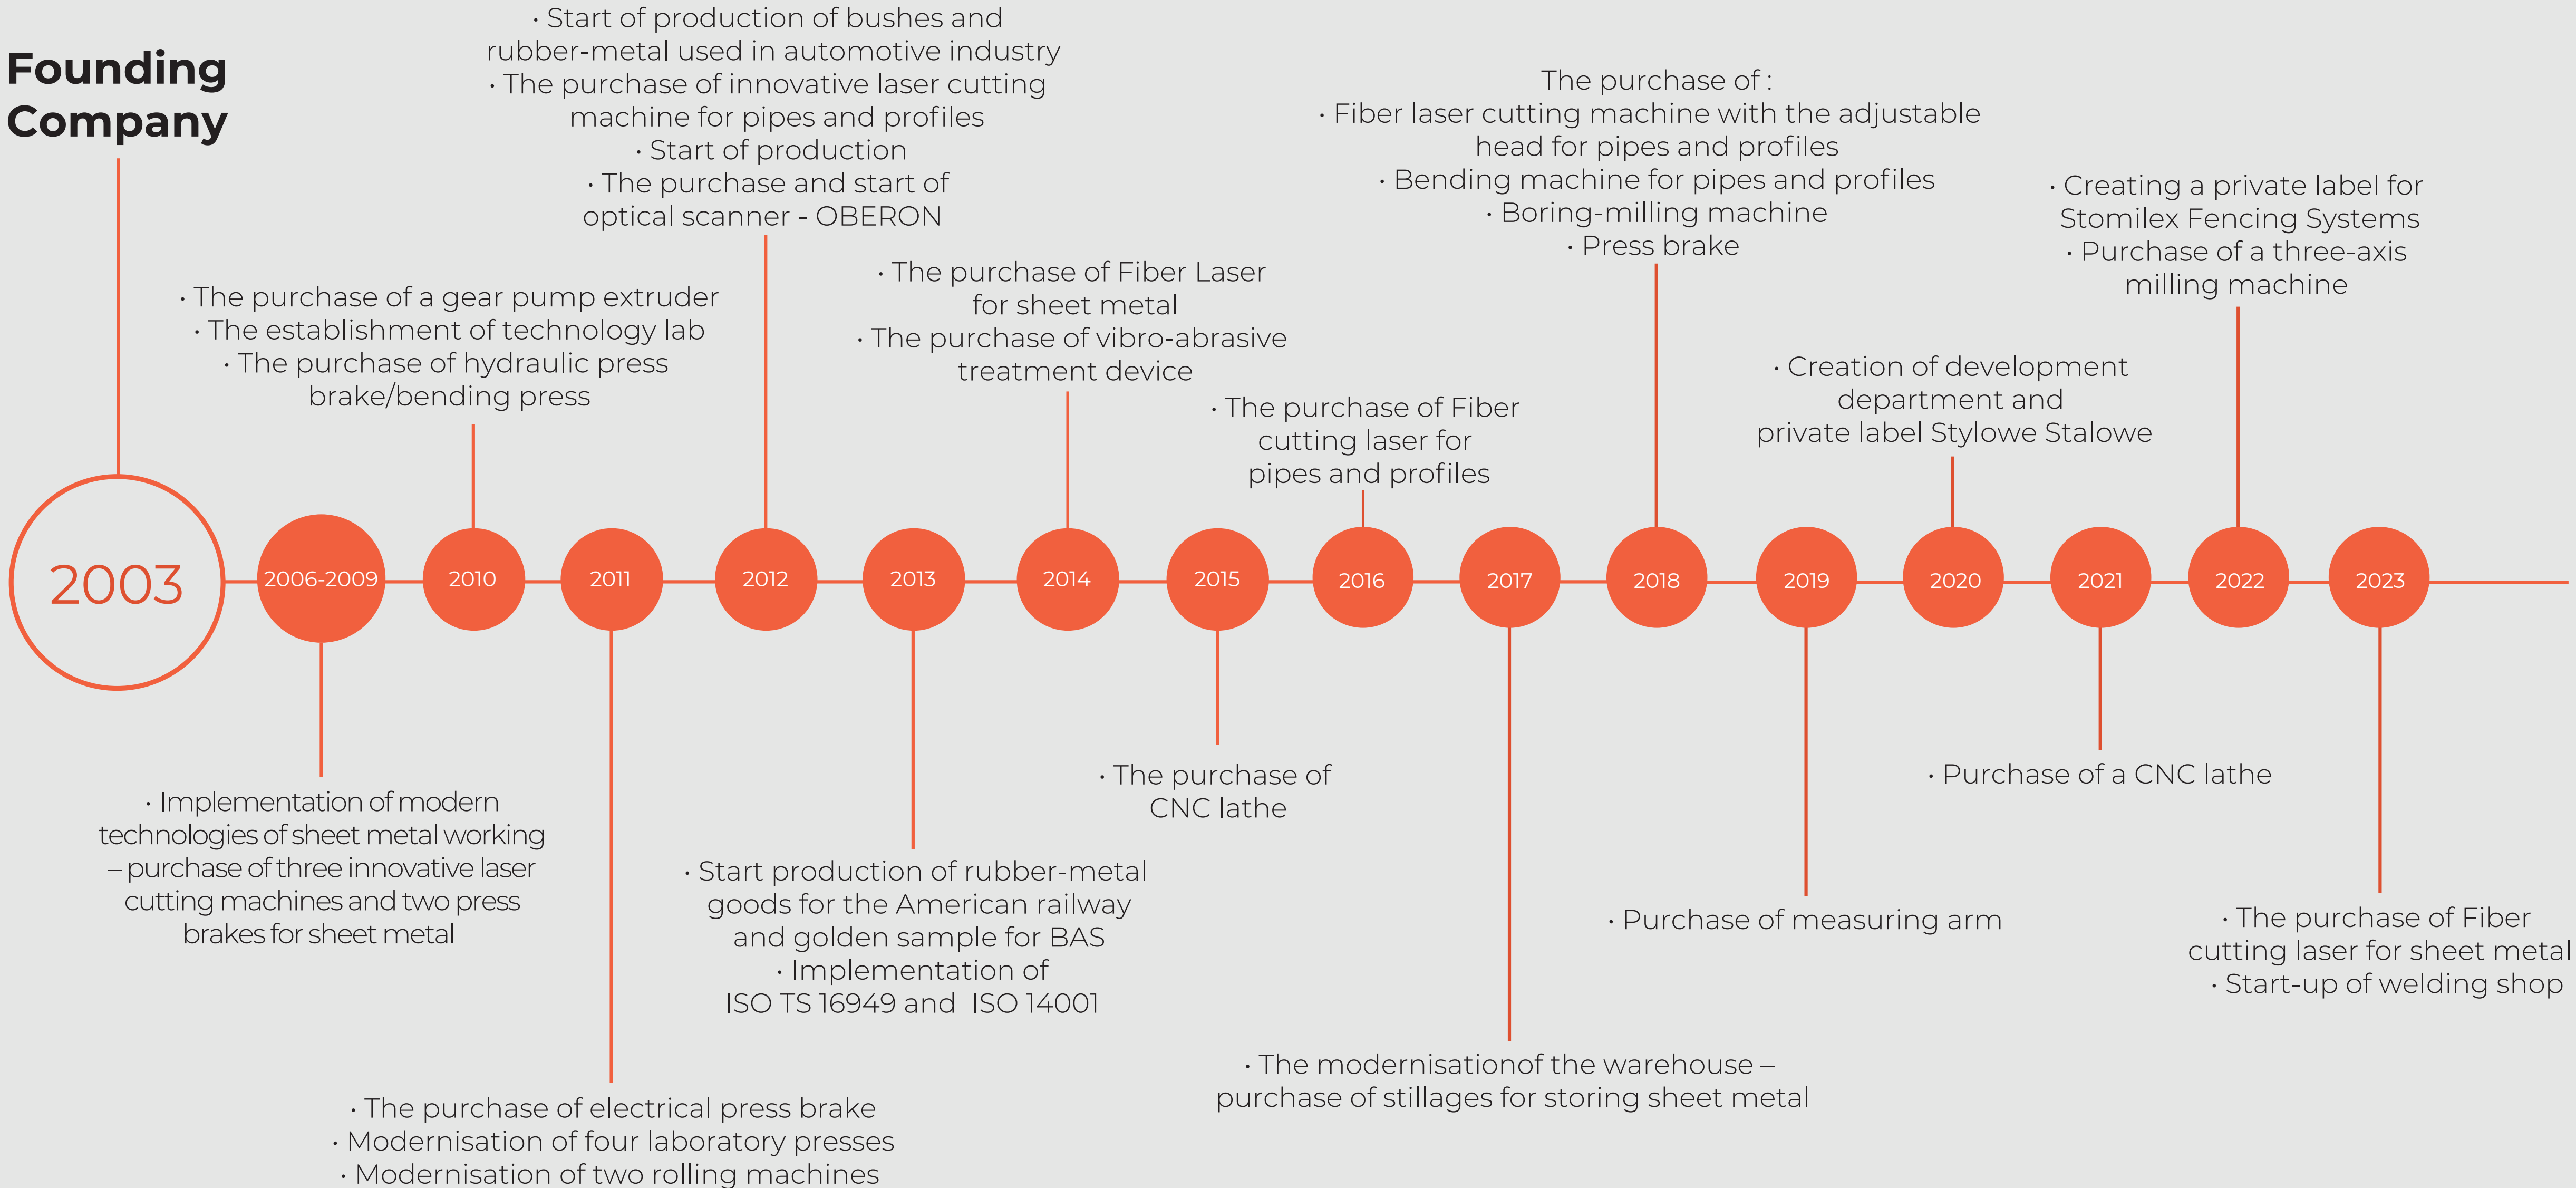 Founding
Company
2003
2006-2009
• Implementation of modern
technologies of sheet metal working
– purchase of three innovative laser
cutting machines and two press
brakes for sheet metal
• The purchase of a gear pump extruder
• The establishment of technology lab
• The purchase of hydraulic press
brake/bending press
2010
2011
• The purchase of electrical press brake
• Modernisation of four laboratory presses
• Modernisation of two rolling machines
• Start of production of bushes and
rubber-metal used in automotive industry
• The purchase of innovative laser cutting
machine for pipes and profiles
• Start of production
• The purchase and start of
optical scanner - OBERON
2012
2013
• Start production of rubber-metal
goods for the American railway
and golden sample for BAS
• Implementation of
ISO TS 16949 and  ISO 14001
• The purchase of Fiber Laser
for sheet metal
• The purchase of vibro-abrasive
treatment device
2014
2015
• The purchase of
CNC lathe
• The purchase of Fiber
cutting laser for
pipes and profiles
2016
2017
• The modernisationof the warehouse –
purchase of stillages for storing sheet metal
The purchase of :
• Fiber laser cutting machine with the adjustable
head for pipes and profiles
• Bending machine for pipes and profiles
• Boring-milling machine
• Press brake
2018
2019
• Purchase of measuring arm
• Creation of development
department and
private label Stylowe Stalowe
2020
2021
• Purchase of a CNC lathe
• Creating a private label for
Stomilex Fencing Systems
• Purchase of a three-axis
milling machine
2022
2023
• The purchase of Fiber
cutting laser for sheet metal
• Start-up of welding shop